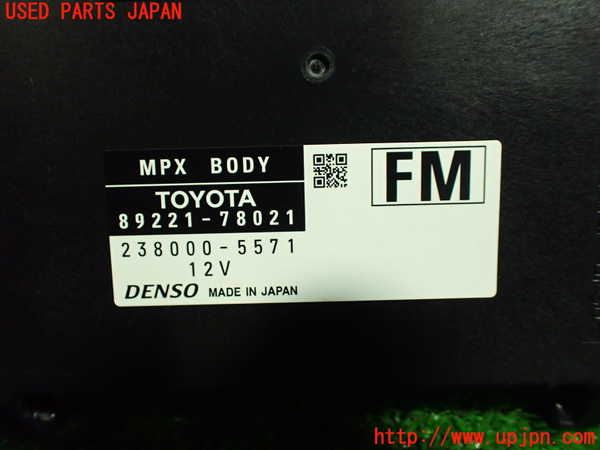 USED PARTS JAPAN
MPX BODY
TOYOTA
89221-78021
238000-5571
12V
DENSO MADE IN JAPAN
FM
http://www.upjpn.com/